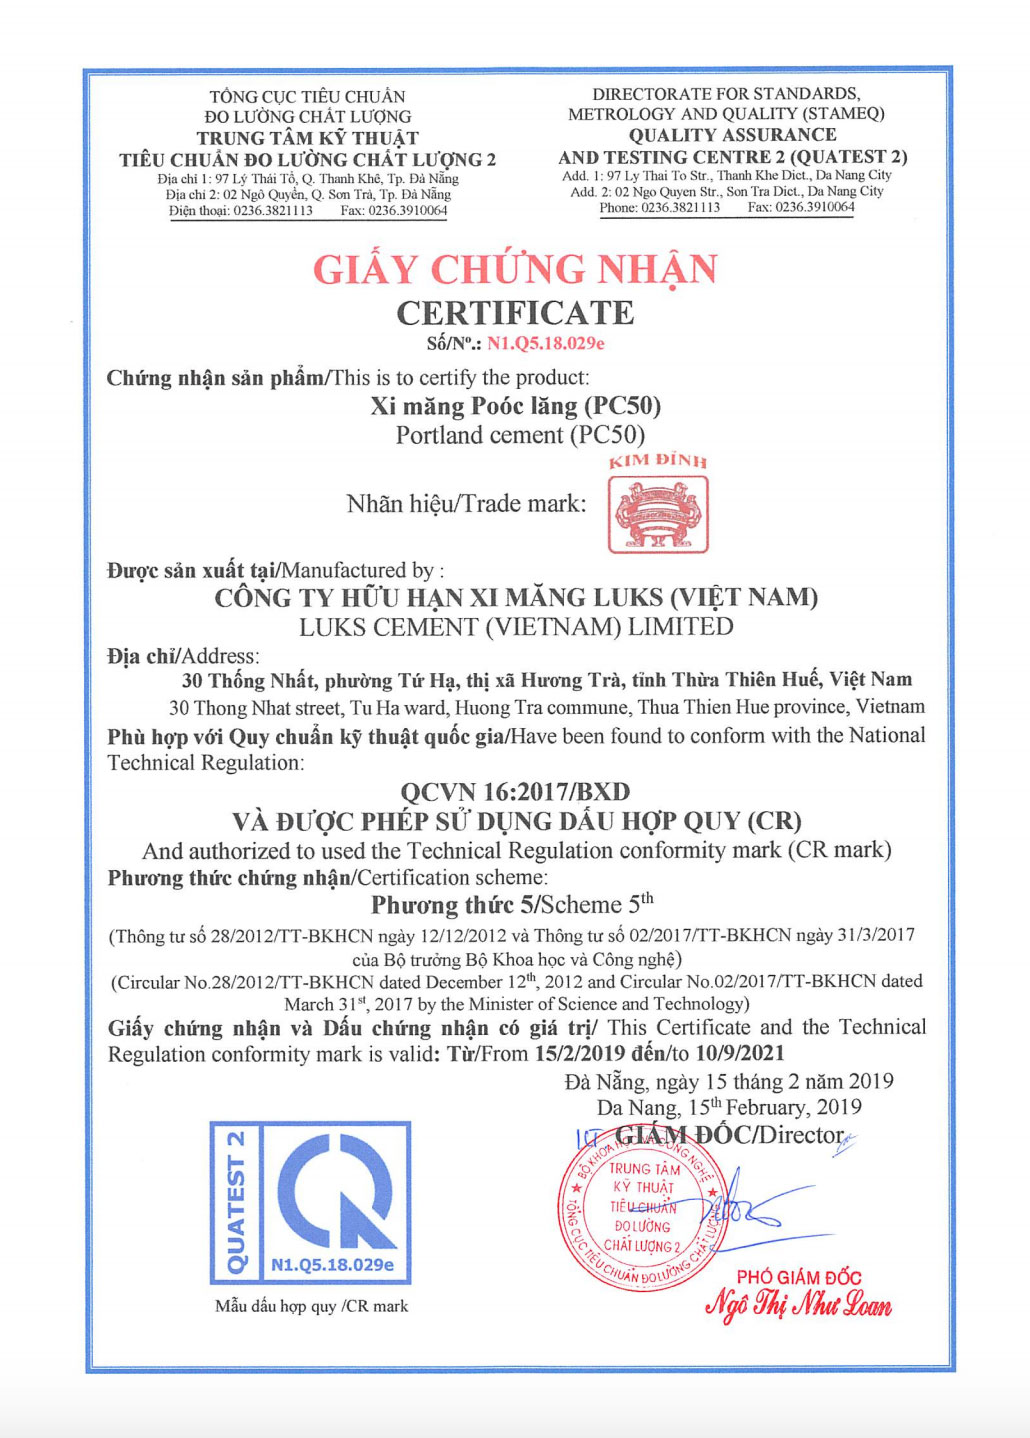 TỔNG CỤC TIÊU CHUẨN
ĐO LƯỜNG CHẤT LƯỢNG
TRUNG TÂM KỸ THUẬT
TIÊU CHUẨN ĐO LƯỜNG CHẤT LƯỢNG 2
Địa chỉ 1: 97 Lý Thái Tổ, Q. Thanh Khê, Tp. Đà Nẵng
Địa chỉ 2: 02 Ngô Quyền, Q. Sơn Trà, Tp. Đà Nẵng
Điện thoại: 0236.3821113 Fax: 0236.3910064
DIRECTORATE FOR STANDARDS,
METROLOGY AND QUALITY (STAMEQ)
QUALITY ASSURANCE
AND TESTING CENTRE 2 (QUATEST 2)
Add. 1: 97 Ly Thai To Str., Thanh Khe Dict., Da Nang City
Add. 2: 02 Ngo Quyen Str., Son Tra Dict., Da Nang City
Phone: 0236.3821113 Fax: 0236.3910064
GIẤY CHỨNG NHẬN
CERTIFICATE
Số/Nº.: N1.Q5.18.029e
Chứng nhận sản phẩm/This is to certify the product:
Xi măng Poóc lăng (PC50)
Portland cement (PC50)
KIM ĐỈNH
Nhãn hiệu/Trade mark:
Được sản xuất tại/Manufactured by :
CÔNG TY HỮU HẠN XI MĂNG LUKS (VIỆT NAM)
LUKS CEMENT (VIETNAM) LIMITED
Địa chỉ/Address:
30 Thống Nhất, phường Tứ Hạ, thị xã Hương Trà, tỉnh Thừa Thiên Huế, Việt Nam
30 Thong Nhat street, Tu Ha ward, Huong Tra commune, Thua Thien Hue province, Vietnam
Phù hợp với Quy chuẩn kỹ thuật quốc gia/Have been found to conform with the National
Technical Regulation:
QCVN 16:2017/BXD
VÀ ĐƯỢC PHÉP SỬ DỤNG DẤU HỢP QUY (CR)
And authorized to used the Technical Regulation conformity mark (CR mark)
Phương thức chứng nhận/Certification scheme:
Phương thức 5/Scheme 5th
(Thông tư số 28/2012/TT-BKHCN ngày 12/12/2012 và Thông tư số 02/2017/TT-BKHCN ngày 31/3/2017
của Bộ trưởng Bộ Khoa học và Công nghệ)
(Circular No.28/2012/TT-BKHCN dated December 12th, 2012 and Circular No.02/2017/TT-BKHCN dated
March 31st, 2017 by the Minister of Science and Technology)
Giấy chứng nhận và Dấu chứng nhận có giá trị/ This Certificate and the Technical
Regulation conformity mark is valid: Từ/From 15/2/2019 đến/to 10/9/2021
Đà Nẵng, ngày 15 tháng 2 năm 2019
Da Nang, 15th February, 2019
GIÁM ĐỐC/Director
BỘ KHOA HỌC VÀ CÔNG NGHỆ
TRUNG TÂM
KỸ THUẬT
TIÊU CHUẨN
ĐO LƯỜNG
CHẤT LƯỢNG 2
TỔNG CỤC TIÊU CHUẨN ĐO LƯỜNG CHẤT LƯỢNG
PHÓ GIÁM ĐỐC
Ngô Thị Như Loan
QUATEST 2
N1.Q5.18.029e
Mẫu dấu hợp quy /CR mark